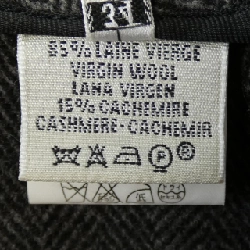 85% LAINE VIERGE
VIRGIN WOOL
LANA VIRGEN
15% CACHEMIRE
CASHMERE-CACHEMIR
P